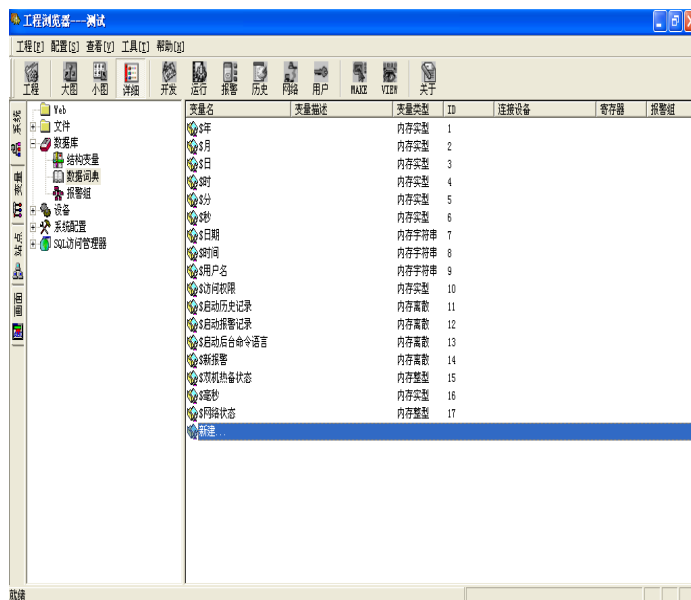 工程浏览器---测试
工程[F] 配置[S] 查看[V] 工具[T] 帮助[H]
工程 大图 小图 详细 开发 运行 报警 历史 网络 用户 MAKE VIEW 关于
系统
变量
站点
画面
Web
文件
数据库
结构变量
数据词典
报警组
设备
系统配置
SQL访问管理器
变量名 变量描述 变量类型 ID 连接设备 寄存器 报警组
$年 内存实型 1
$月 内存实型 2
$日 内存实型 3
$时 内存实型 4
$分 内存实型 5
$秒 内存实型 6
$日期 内存字符串 7
$时间 内存字符串 8
$用户名 内存字符串 9
$访问权限 内存实型 10
$启动历史记录 内存离散 11
$启动报警记录 内存离散 12
$启动后台命令语言 内存离散 13
$新报警 内存离散 14
$双机热备状态 内存整型 15
$毫秒 内存实型 16
$网络状态 内存整型 17
新建...
就绪